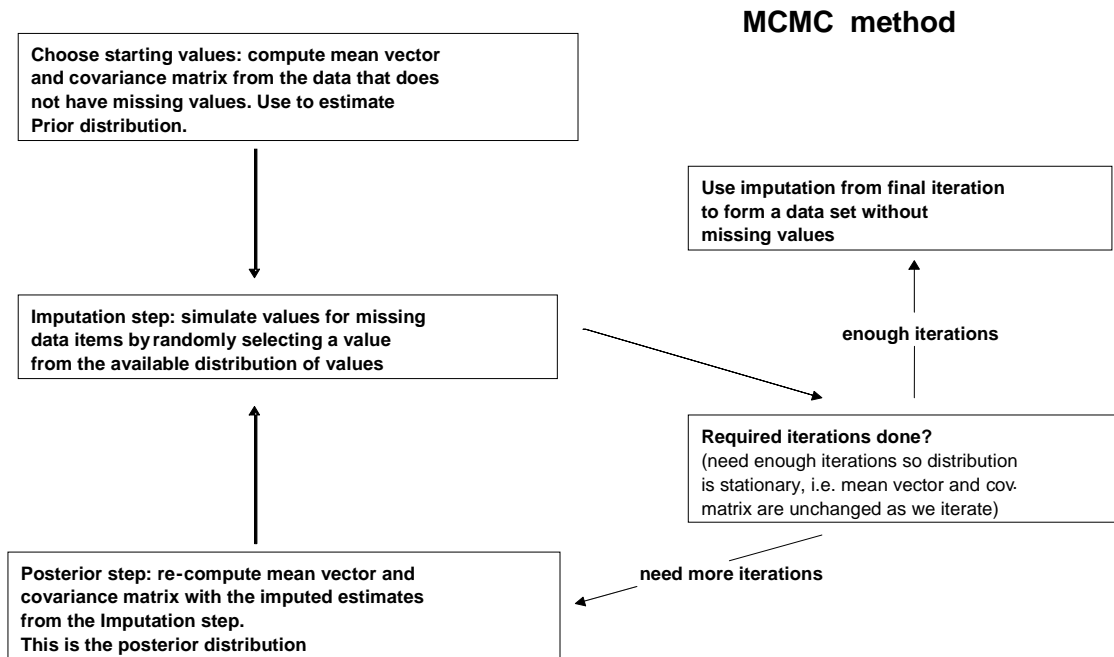 MCMC method
Choose starting values: compute mean vector
and covariance matrix from the data that does
not have missing values. Use to estimate
Prior distribution.
Use imputation from final iteration
to form a data set without
missing values
Imputation step: simulate values for missing
data items by randomly selecting a value
from the available distribution of values
enough iterations
Required iterations done?
(need enough iterations so distribution
is stationary, i.e. mean vector and cov.
matrix are unchanged as we iterate)
need more iterations
Posterior step: re-compute mean vector and
covariance matrix with the imputed estimates
from the Imputation step.
This is the posterior distribution